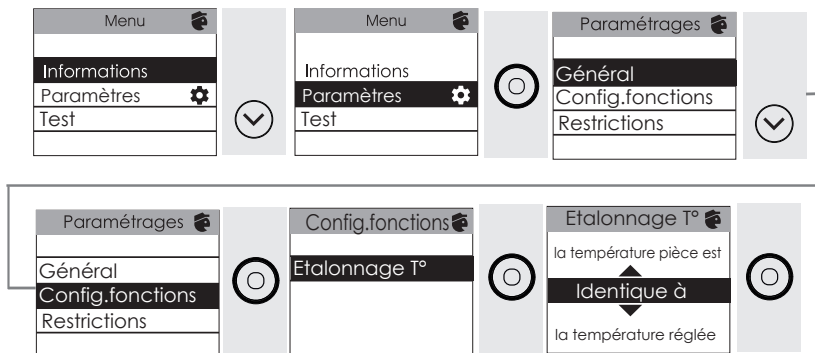 Menu
Informations
Paramètres
Test
Menu
Informations
Paramètres
Test
Paramétrages
Général
Config.fonctions
Restrictions
Paramétrages
Général
Config.fonctions
Restrictions
Config.fonctions
Etalonnage T°
Etalonnage T°
la température pièce est
Identique à
la température réglée